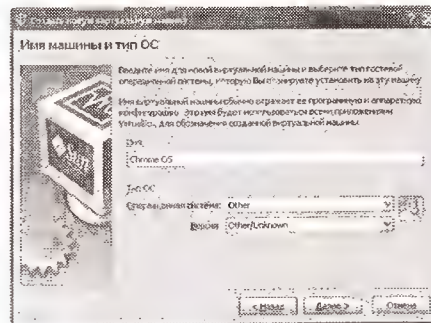 Создать новую виртуальную машину
Имя машины и тип ОС
Введите имя для новой виртуальной машины и выберите тип гостевой
операционной системы, которую Вы планируете установить на эту машину.
Имя виртуальной машины обычно отражает ее программную и аппаратную
конфигурацию. Это имя будет использоваться всеми приложениями
для обозначения созданной виртуальной машины.
Имя
Chrome OS
Тип ОС
Операционная система: Other
Версия: Other/Unknown
< Назад Далее > Отмена